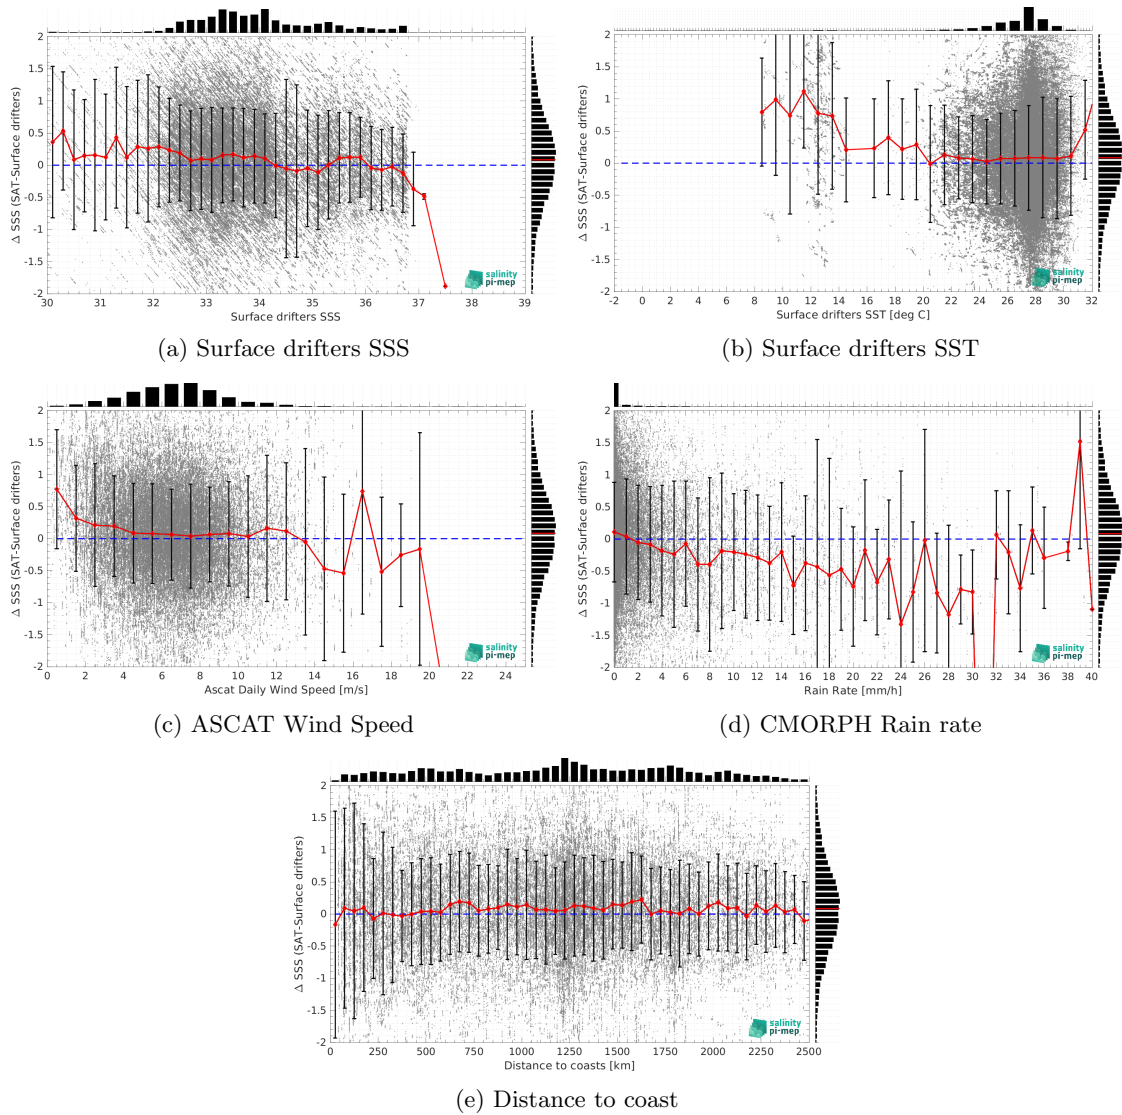 2
1.5
1
0.5
0
-0.5
-1
-1.5
-2
Δ SSS (SAT-Surface drifters)
30 31 32 33 34 35 36 37 38 39
Surface drifters SSS
salinity
pi-mep
(a) Surface drifters SSS
2
1.5
1
0.5
0
-0.5
-1
-1.5
-2
Δ SSS (SAT-Surface drifters)
-2 0 2 4 6 8 10 12 14 16 18 20 22 24 26 28 30 32
Surface drifters SST [deg C]
salinity
pi-mep
(b) Surface drifters SST
2
1.5
1
0.5
0
-0.5
-1
-1.5
-2
Δ SSS (SAT-Surface drifters)
0 2 4 6 8 10 12 14 16 18 20 22 24
Ascat Daily Wind Speed [m/s]
salinity
pi-mep
(c) ASCAT Wind Speed
2
1.5
1
0.5
0
-0.5
-1
-1.5
-2
Δ SSS (SAT-Surface drifters)
0 2 4 6 8 10 12 14 16 18 20 22 24 26 28 30 32 34 36 38 40
Rain Rate [mm/h]
salinity
pi-mep
(d) CMORPH Rain rate
2
1.5
1
0.5
0
-0.5
-1
-1.5
-2
Δ SSS (SAT-Surface drifters)
0 250 500 750 1000 1250 1500 1750 2000 2250 2500
Distance to coasts [km]
salinity
pi-mep
(e) Distance to coast